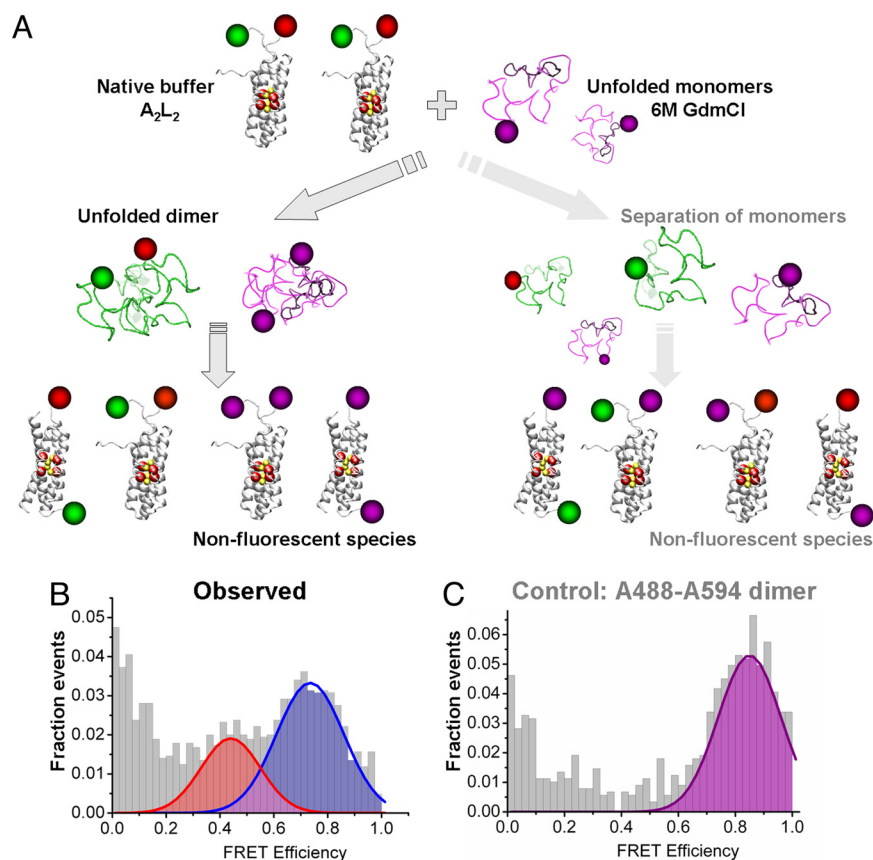 A
Native buffer
A₂L₂
Unfolded monomers
6M GdmCl
Unfolded dimer
Separation of monomers
Non-fluorescent species
Non-fluorescent species
B
Observed
Fraction events
0.05
0.04
0.03
0.02
0.01
0.00
0.0 0.2 0.4 0.6 0.8 1.0
FRET Efficiency
C
Control: A488-A594 dimer
Fraction events
0.06
0.05
0.04
0.03
0.02
0.01
0.00
0.0 0.2 0.4 0.6 0.8 1.0
FRET Efficiency